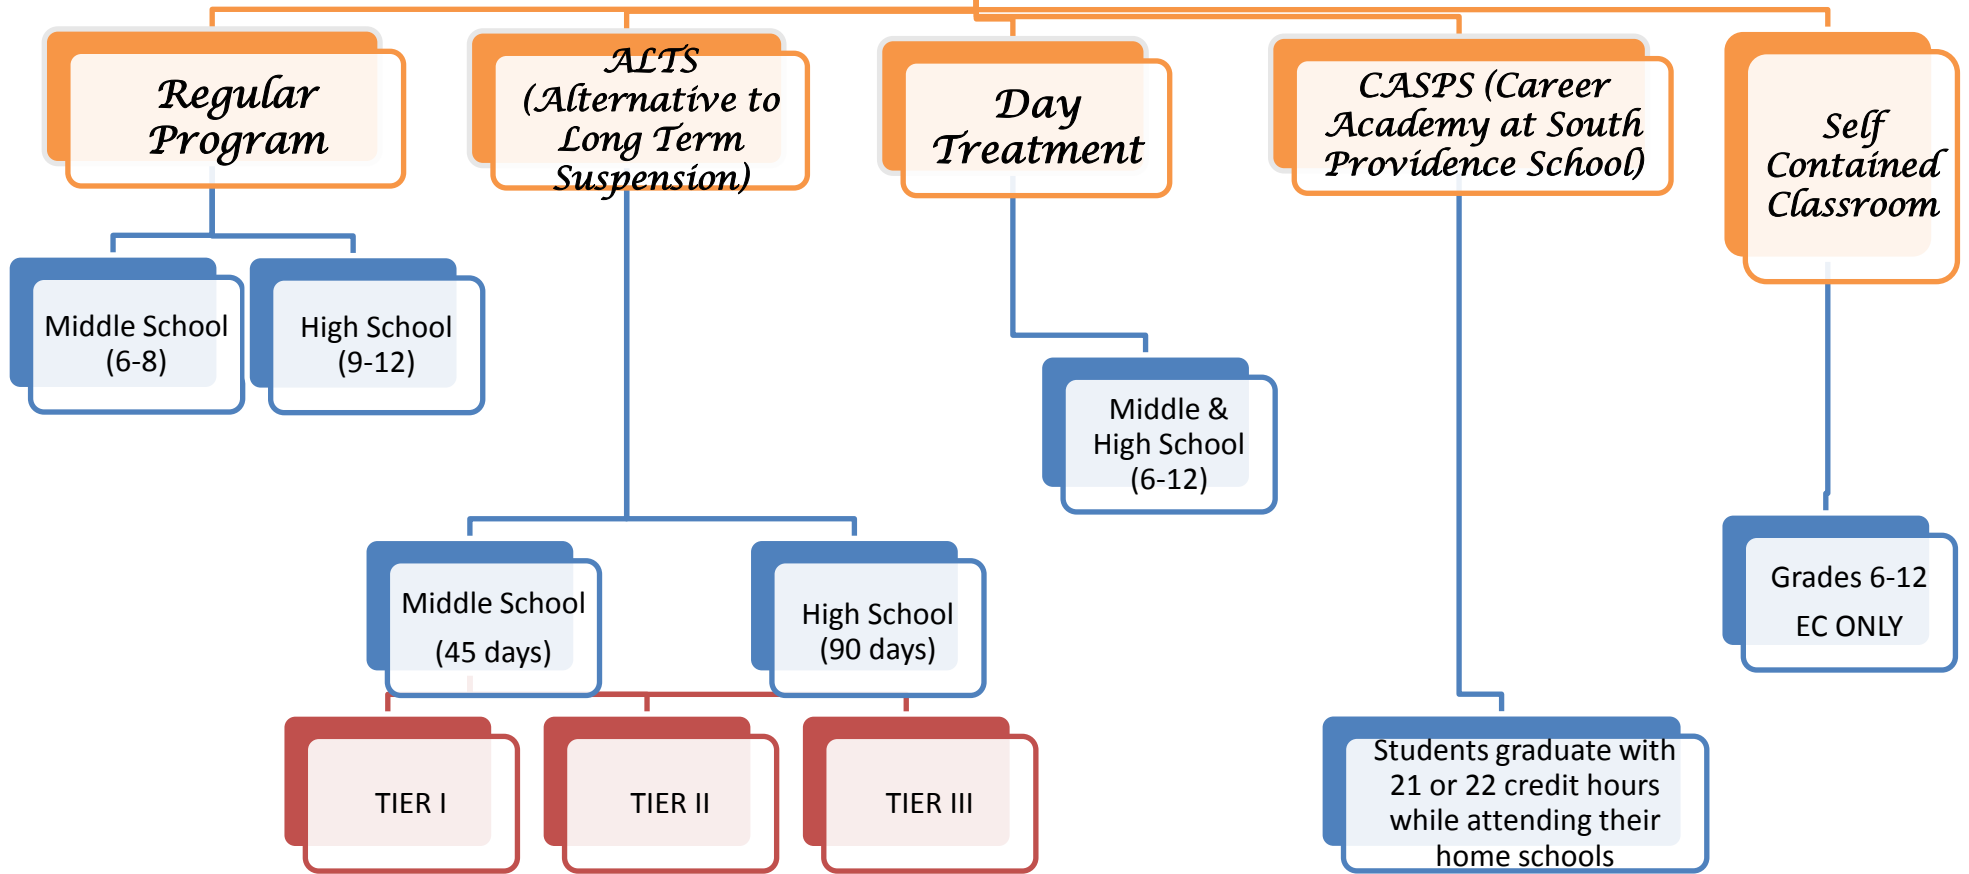 Regular
Program
ALTS
(Alternative to
Long Term
Suspension)
Day
Treatment
CASPS (Career
Academy at South
Providence School)
Self
Contained
Classroom
Middle School
(6-8)
High School
(9-12)
Middle &
High School
(6-12)
Middle School
(45 days)
High School
(90 days)
Grades 6-12
EC ONLY
TIER I
TIER II
TIER III
Students graduate with
21 or 22 credit hours
while attending their
home schools